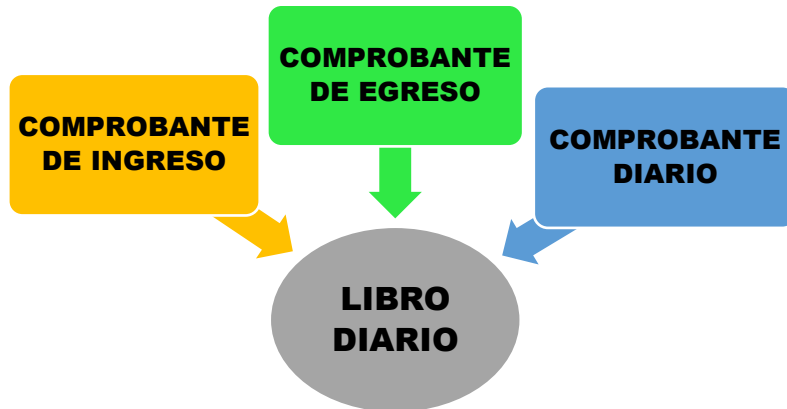 COMPROBANTE
DE INGRESO
COMPROBANTE
DE EGRESO
COMPROBANTE
DIARIO
LIBRO
DIARIO